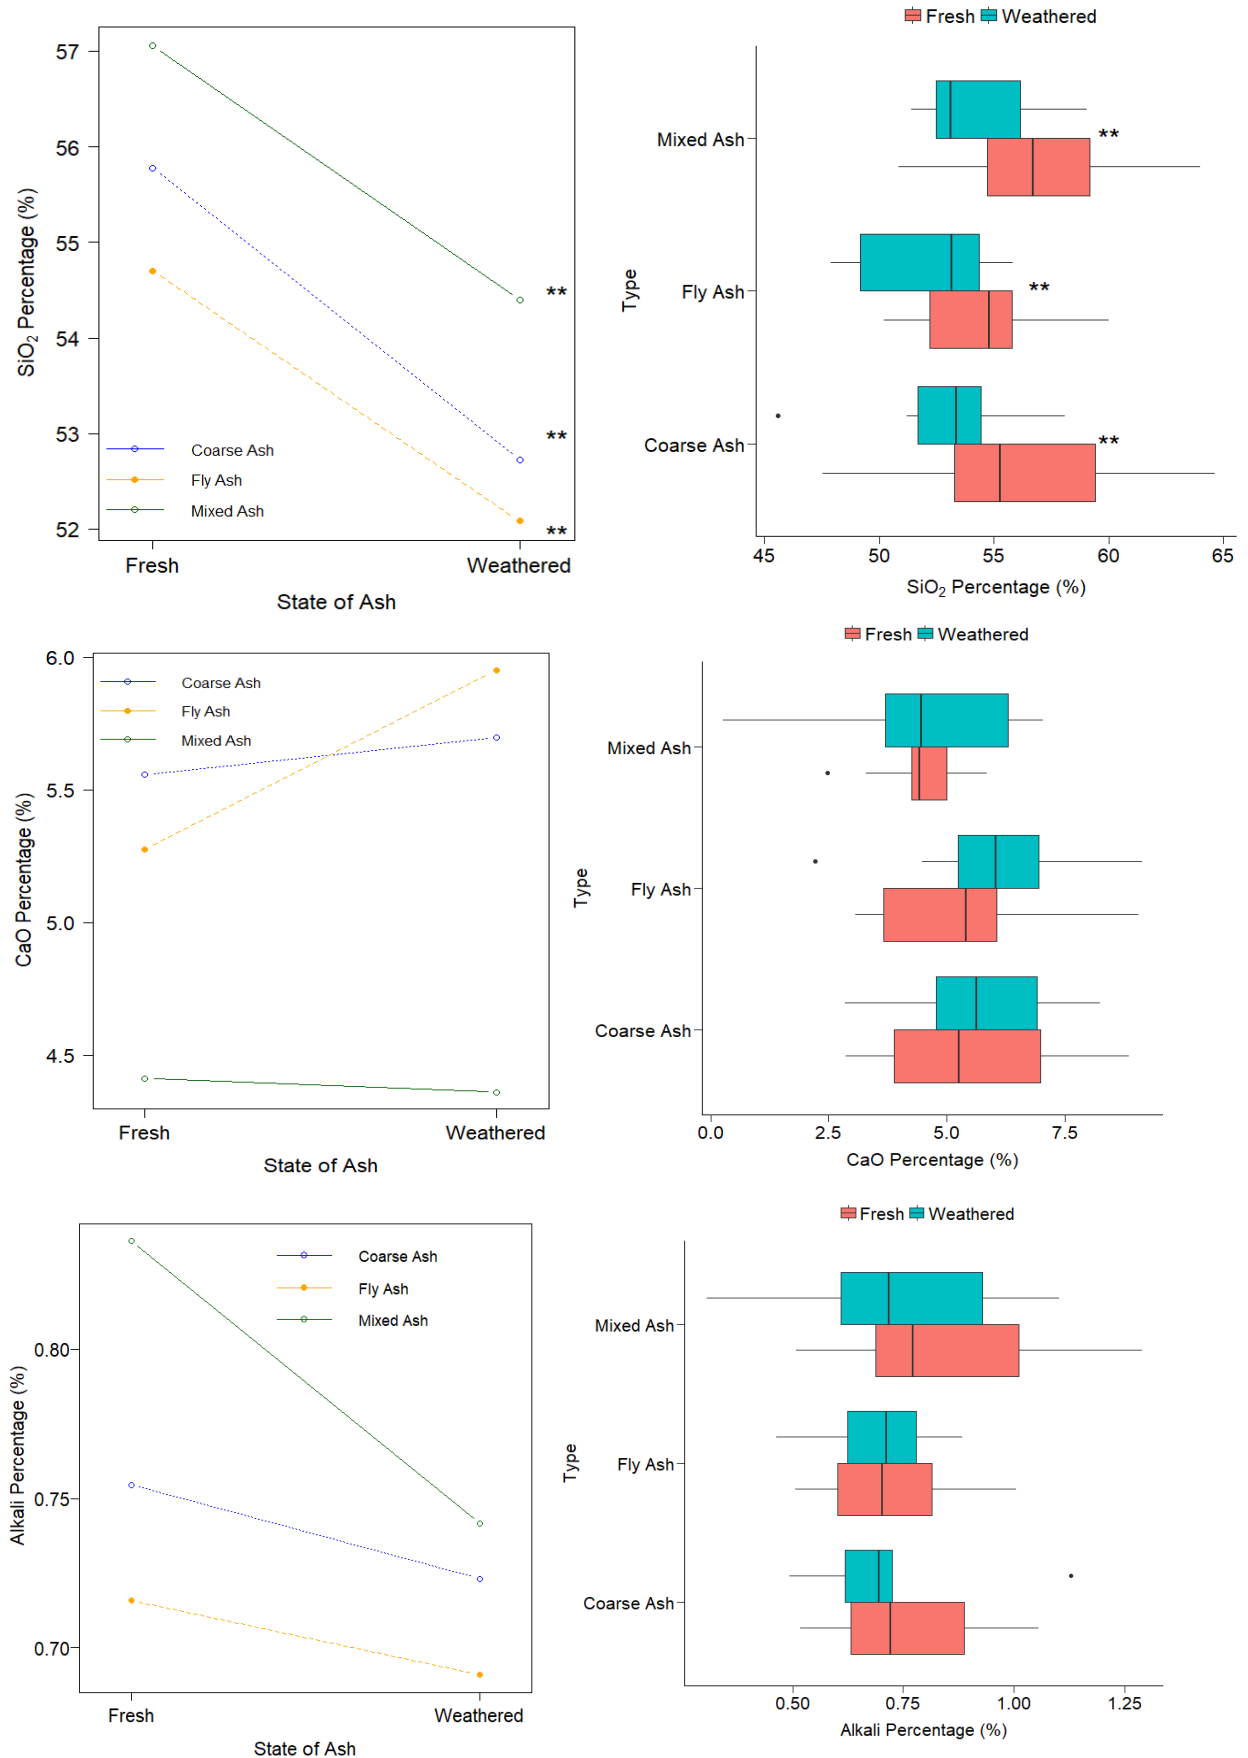 57
56
55
54
53
52
SiO2 Percentage (%)
Coarse Ash
Fly Ash
Mixed Ash
**
**
**
Fresh
Weathered
State of Ash
Fresh Weathered
Type
Mixed Ash
Fly Ash
Coarse Ash
**
**
**
45 50 55 60 65
SiO2 Percentage (%)
6.0
5.5
5.0
4.5
CaO Percentage (%)
Coarse Ash
Fly Ash
Mixed Ash
Fresh
Weathered
State of Ash
Fresh Weathered
Type
Mixed Ash
Fly Ash
Coarse Ash
0.0 2.5 5.0 7.5
CaO Percentage (%)
0.80
0.75
0.70
Alkali Percentage (%)
Coarse Ash
Fly Ash
Mixed Ash
Fresh
Weathered
State of Ash
Fresh Weathered
Type
Mixed Ash
Fly Ash
Coarse Ash
0.50 0.75 1.00 1.25
Alkali Percentage (%)